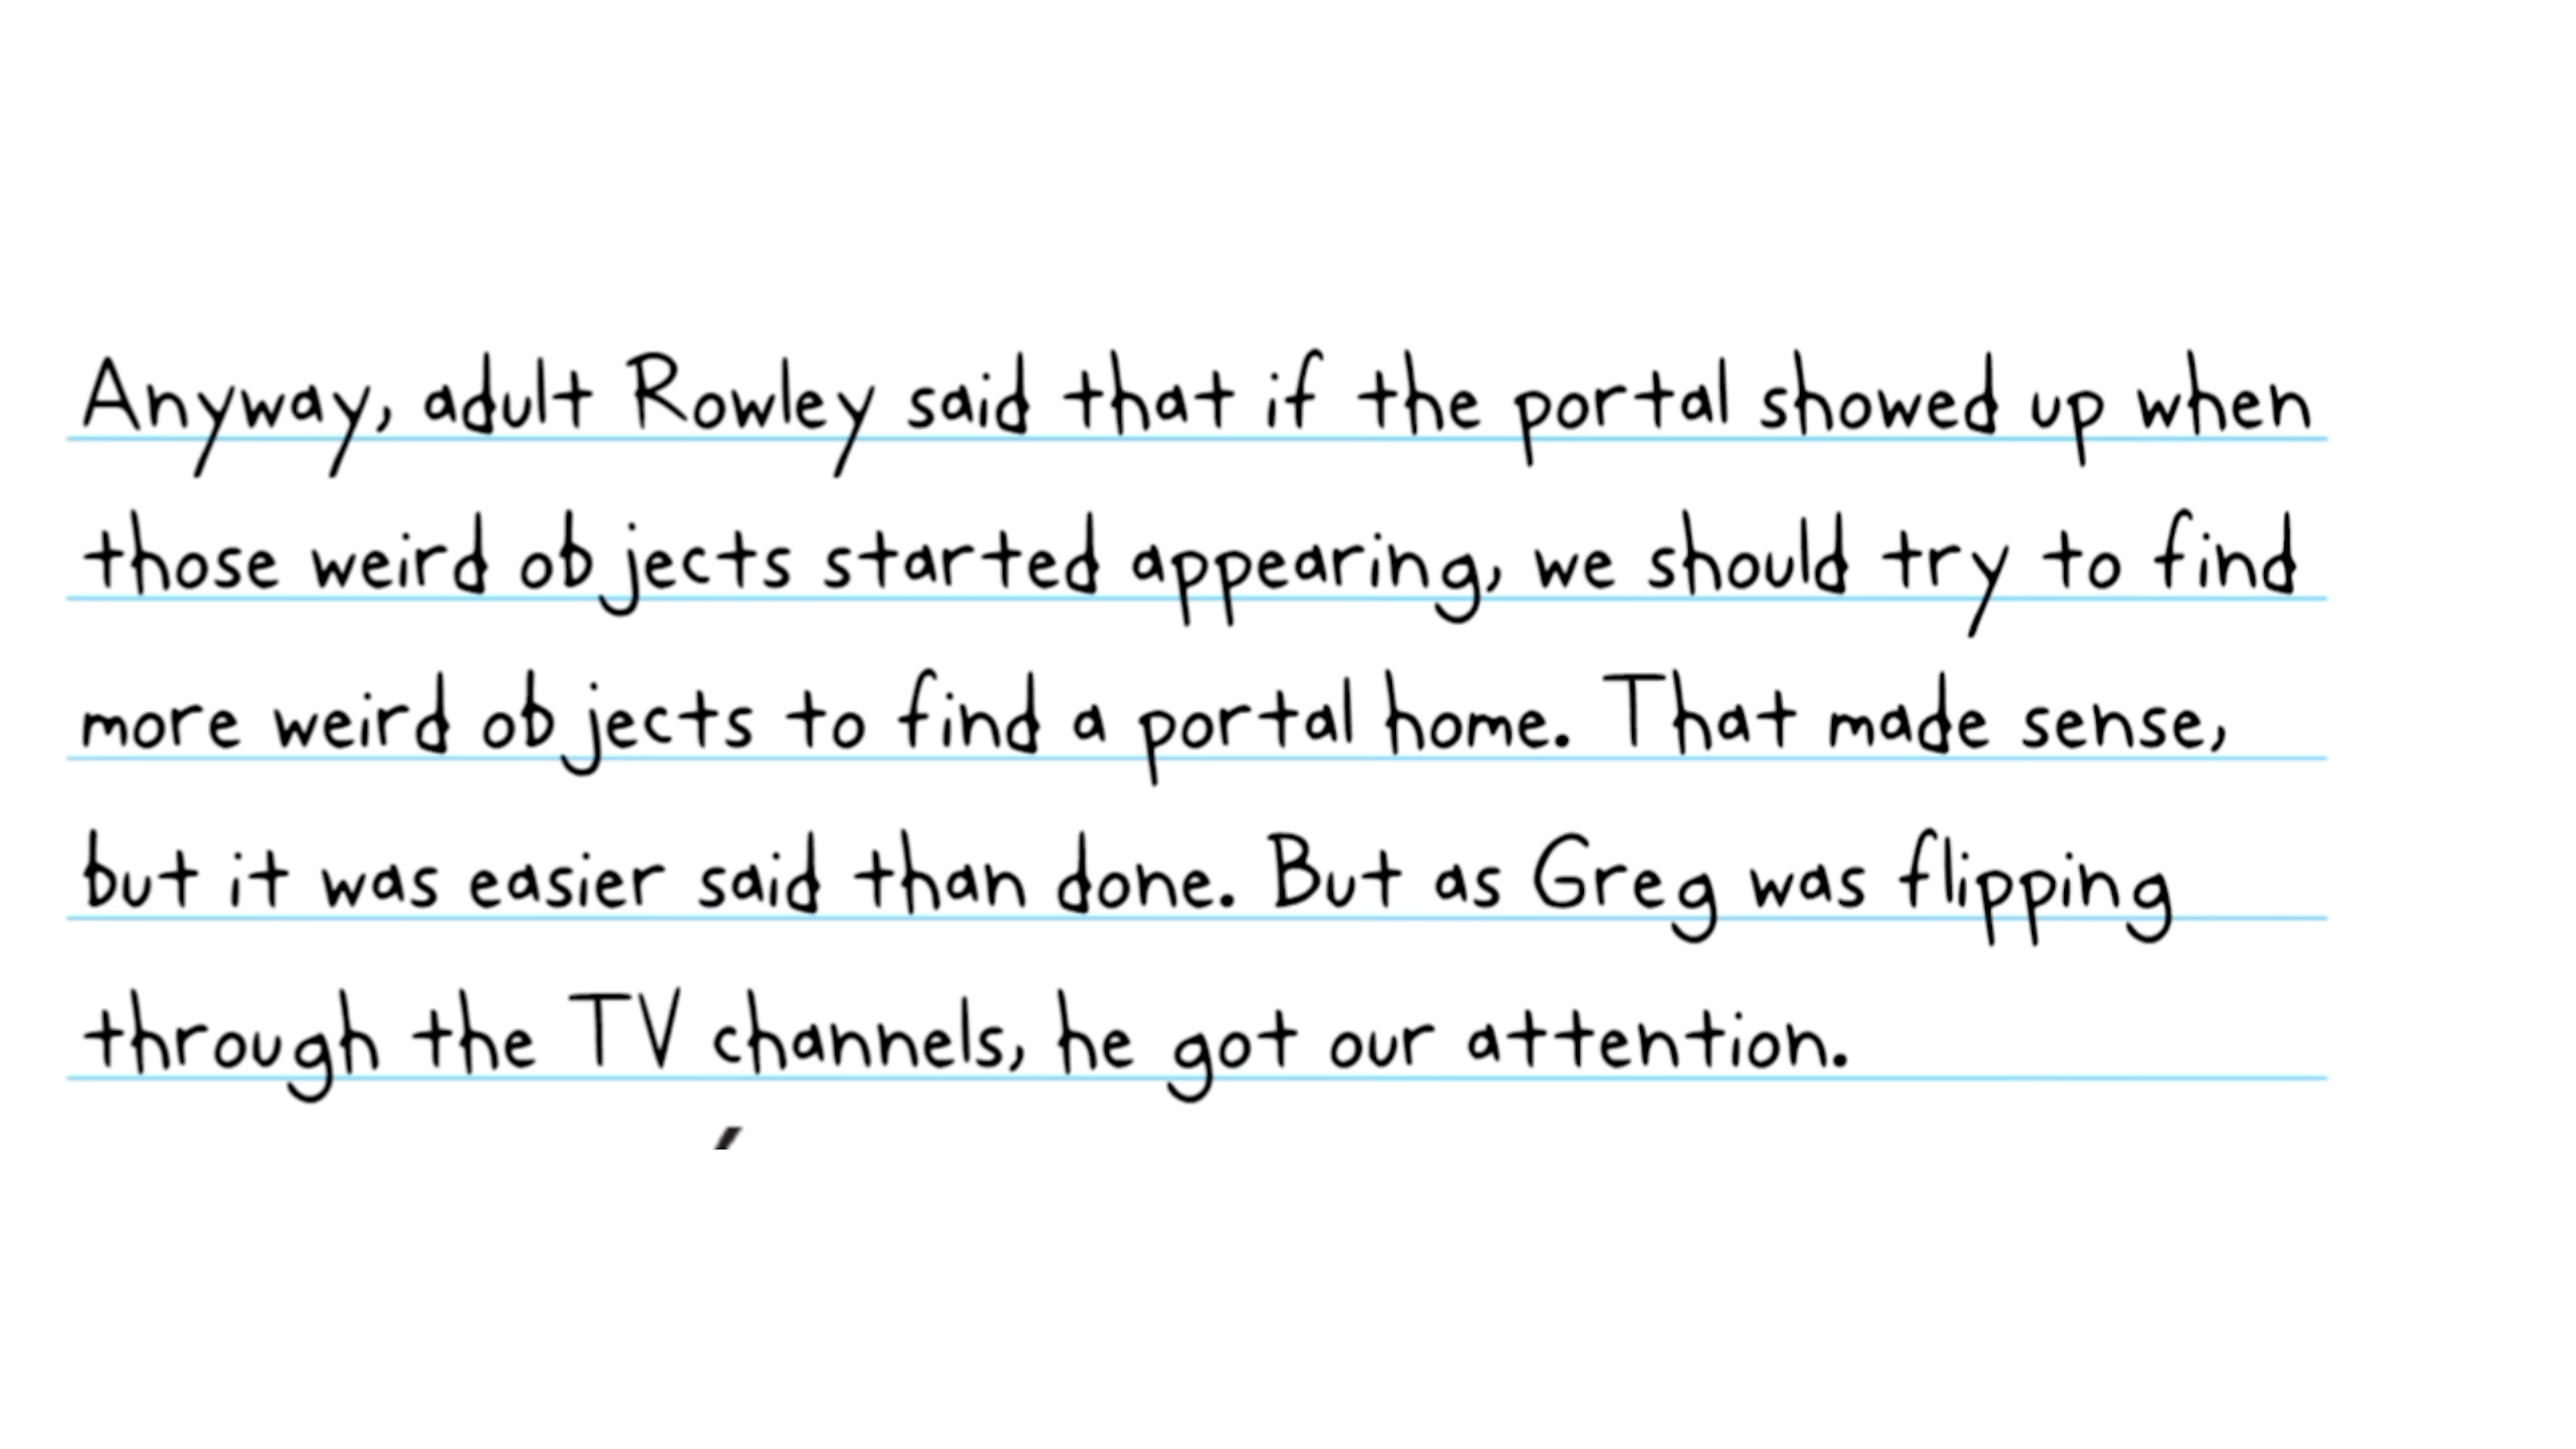 Anyway, adult Rowley said that if the portal showed up when
those weird objects started appearing, we should try to find
more weird objects to find a portal home. That made sense,
but it was easier said than done. But as Greg was flipping
through the TV channels, he got our attention.